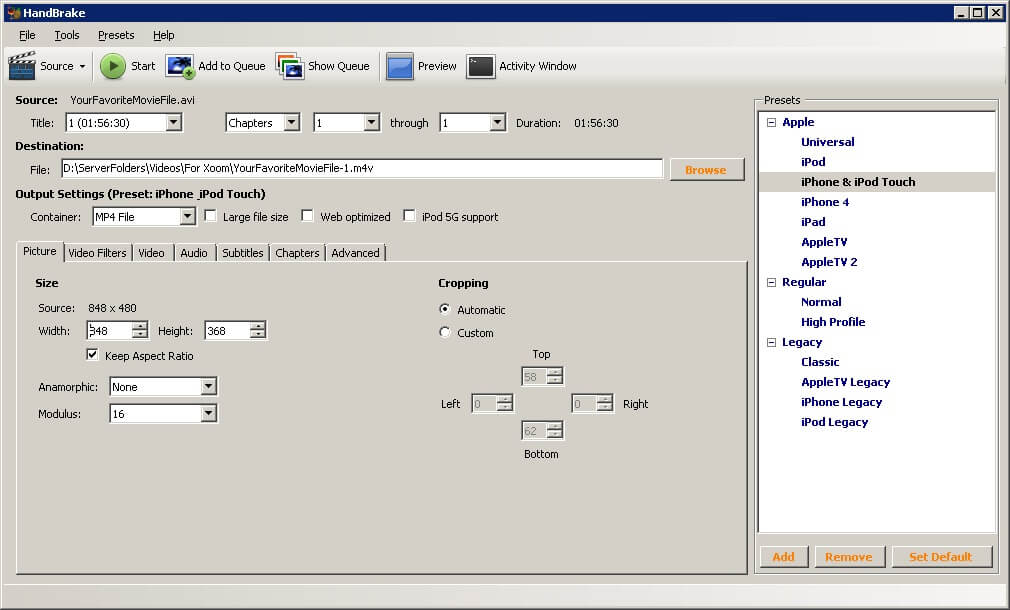 HandBrake
File Tools Presets Help
Source Start Add to Queue Show Queue Preview Activity Window
Source: YourFavoriteMovieFile.avi
Title: 1 (01:56:30) Chapters 1 through 1 Duration: 01:56:30
Destination:
File: D:\ServerFolders\Videos\For Xoom\YourFavoriteMovieFile-1.m4v Browse
Output Settings (Preset: iPhone_iPod Touch)
Container: MP4 File Large file size Web optimized iPod 5G support
Picture Video Filters Video Audio Subtitles Chapters Advanced
Size
Source: 848 x 480
Width: 848 Height: 368
Keep Aspect Ratio
Anamorphic: None
Modulus: 16
Cropping
Automatic
Custom
Top
58
Left 0 0 Right
62
Bottom
Presets
Apple
Universal
iPod
iPhone & iPod Touch
iPhone 4
iPad
AppleTV
AppleTV 2
Regular
Normal
High Profile
Legacy
Classic
AppleTV Legacy
iPhone Legacy
iPod Legacy
Add Remove Set Default